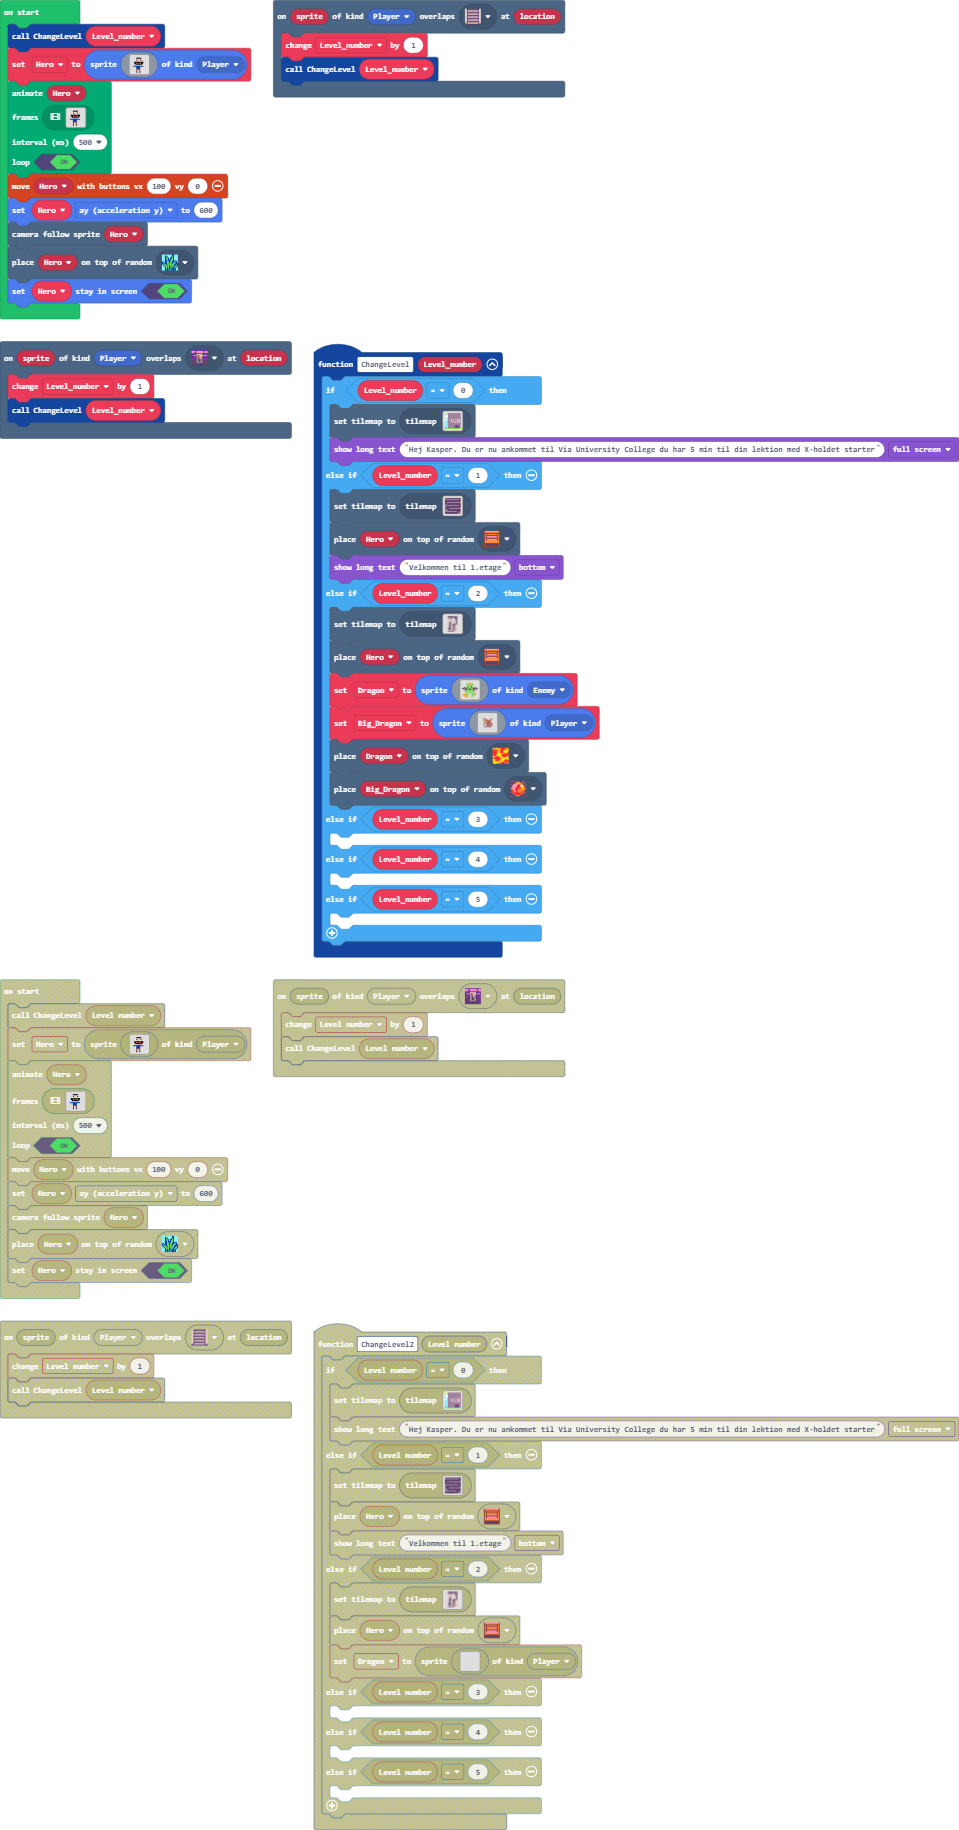 on start
call ChangeLevel Level_number
set Hero to sprite of kind Player
animate Hero
frames
interval (ms) 500
loop ON
move Hero with buttons vx 100 vy 0
set Hero ay (acceleration y) to 600
camera follow sprite Hero
place Hero on top of random
set Hero stay in screen ON
on sprite of kind Player overlaps at location
change Level_number by 1
call ChangeLevel Level_number
on sprite of kind Player overlaps at location
change Level_number by 1
call ChangeLevel Level_number
function ChangeLevel Level_number
if Level_number = 0 then
set tilemap to tilemap
show long text "Hej Kasper. Du er nu ankommet til Via University College du har 5 min til din lektion med X-holdet starter" full screen
else if Level_number = 1 then
set tilemap to tilemap
place Hero on top of random
show long text "Velkommen til 1.etage" bottom
else if Level_number = 2 then
set tilemap to tilemap
place Hero on top of random
set Dragon to sprite of kind Enemy
set Big_Dragon to sprite of kind Player
place Dragon on top of random
place Big_Dragon on top of random
else if Level_number = 3 then
else if Level_number = 4 then
else if Level_number = 5 then
on start
call ChangeLevel Level number
set Hero to sprite of kind Player
animate Hero
frames
interval (ms) 500
loop ON
move Hero with buttons vx 100 vy 0
set Hero ay (acceleration y) to 600
camera follow sprite Hero
place Hero on top of random
set Hero stay in screen ON
on sprite of kind Player overlaps at location
change Level number by 1
call ChangeLevel Level number
on sprite of kind Player overlaps at location
change Level number by 1
call ChangeLevel Level number
function ChangeLevel2 Level number
if Level number = 0 then
set tilemap to tilemap
show long text "Hej Kasper. Du er nu ankommet til Via University College du har 5 min til din lektion med X-holdet starter" full screen
else if Level number = 1 then
set tilemap to tilemap
place Hero on top of random
show long text "Velkommen til 1.etage" bottom
else if Level number = 2 then
set tilemap to tilemap
place Hero on top of random
set Dragon to sprite of kind Player
else if Level number = 3 then
else if Level number = 4 then
else if Level number = 5 then